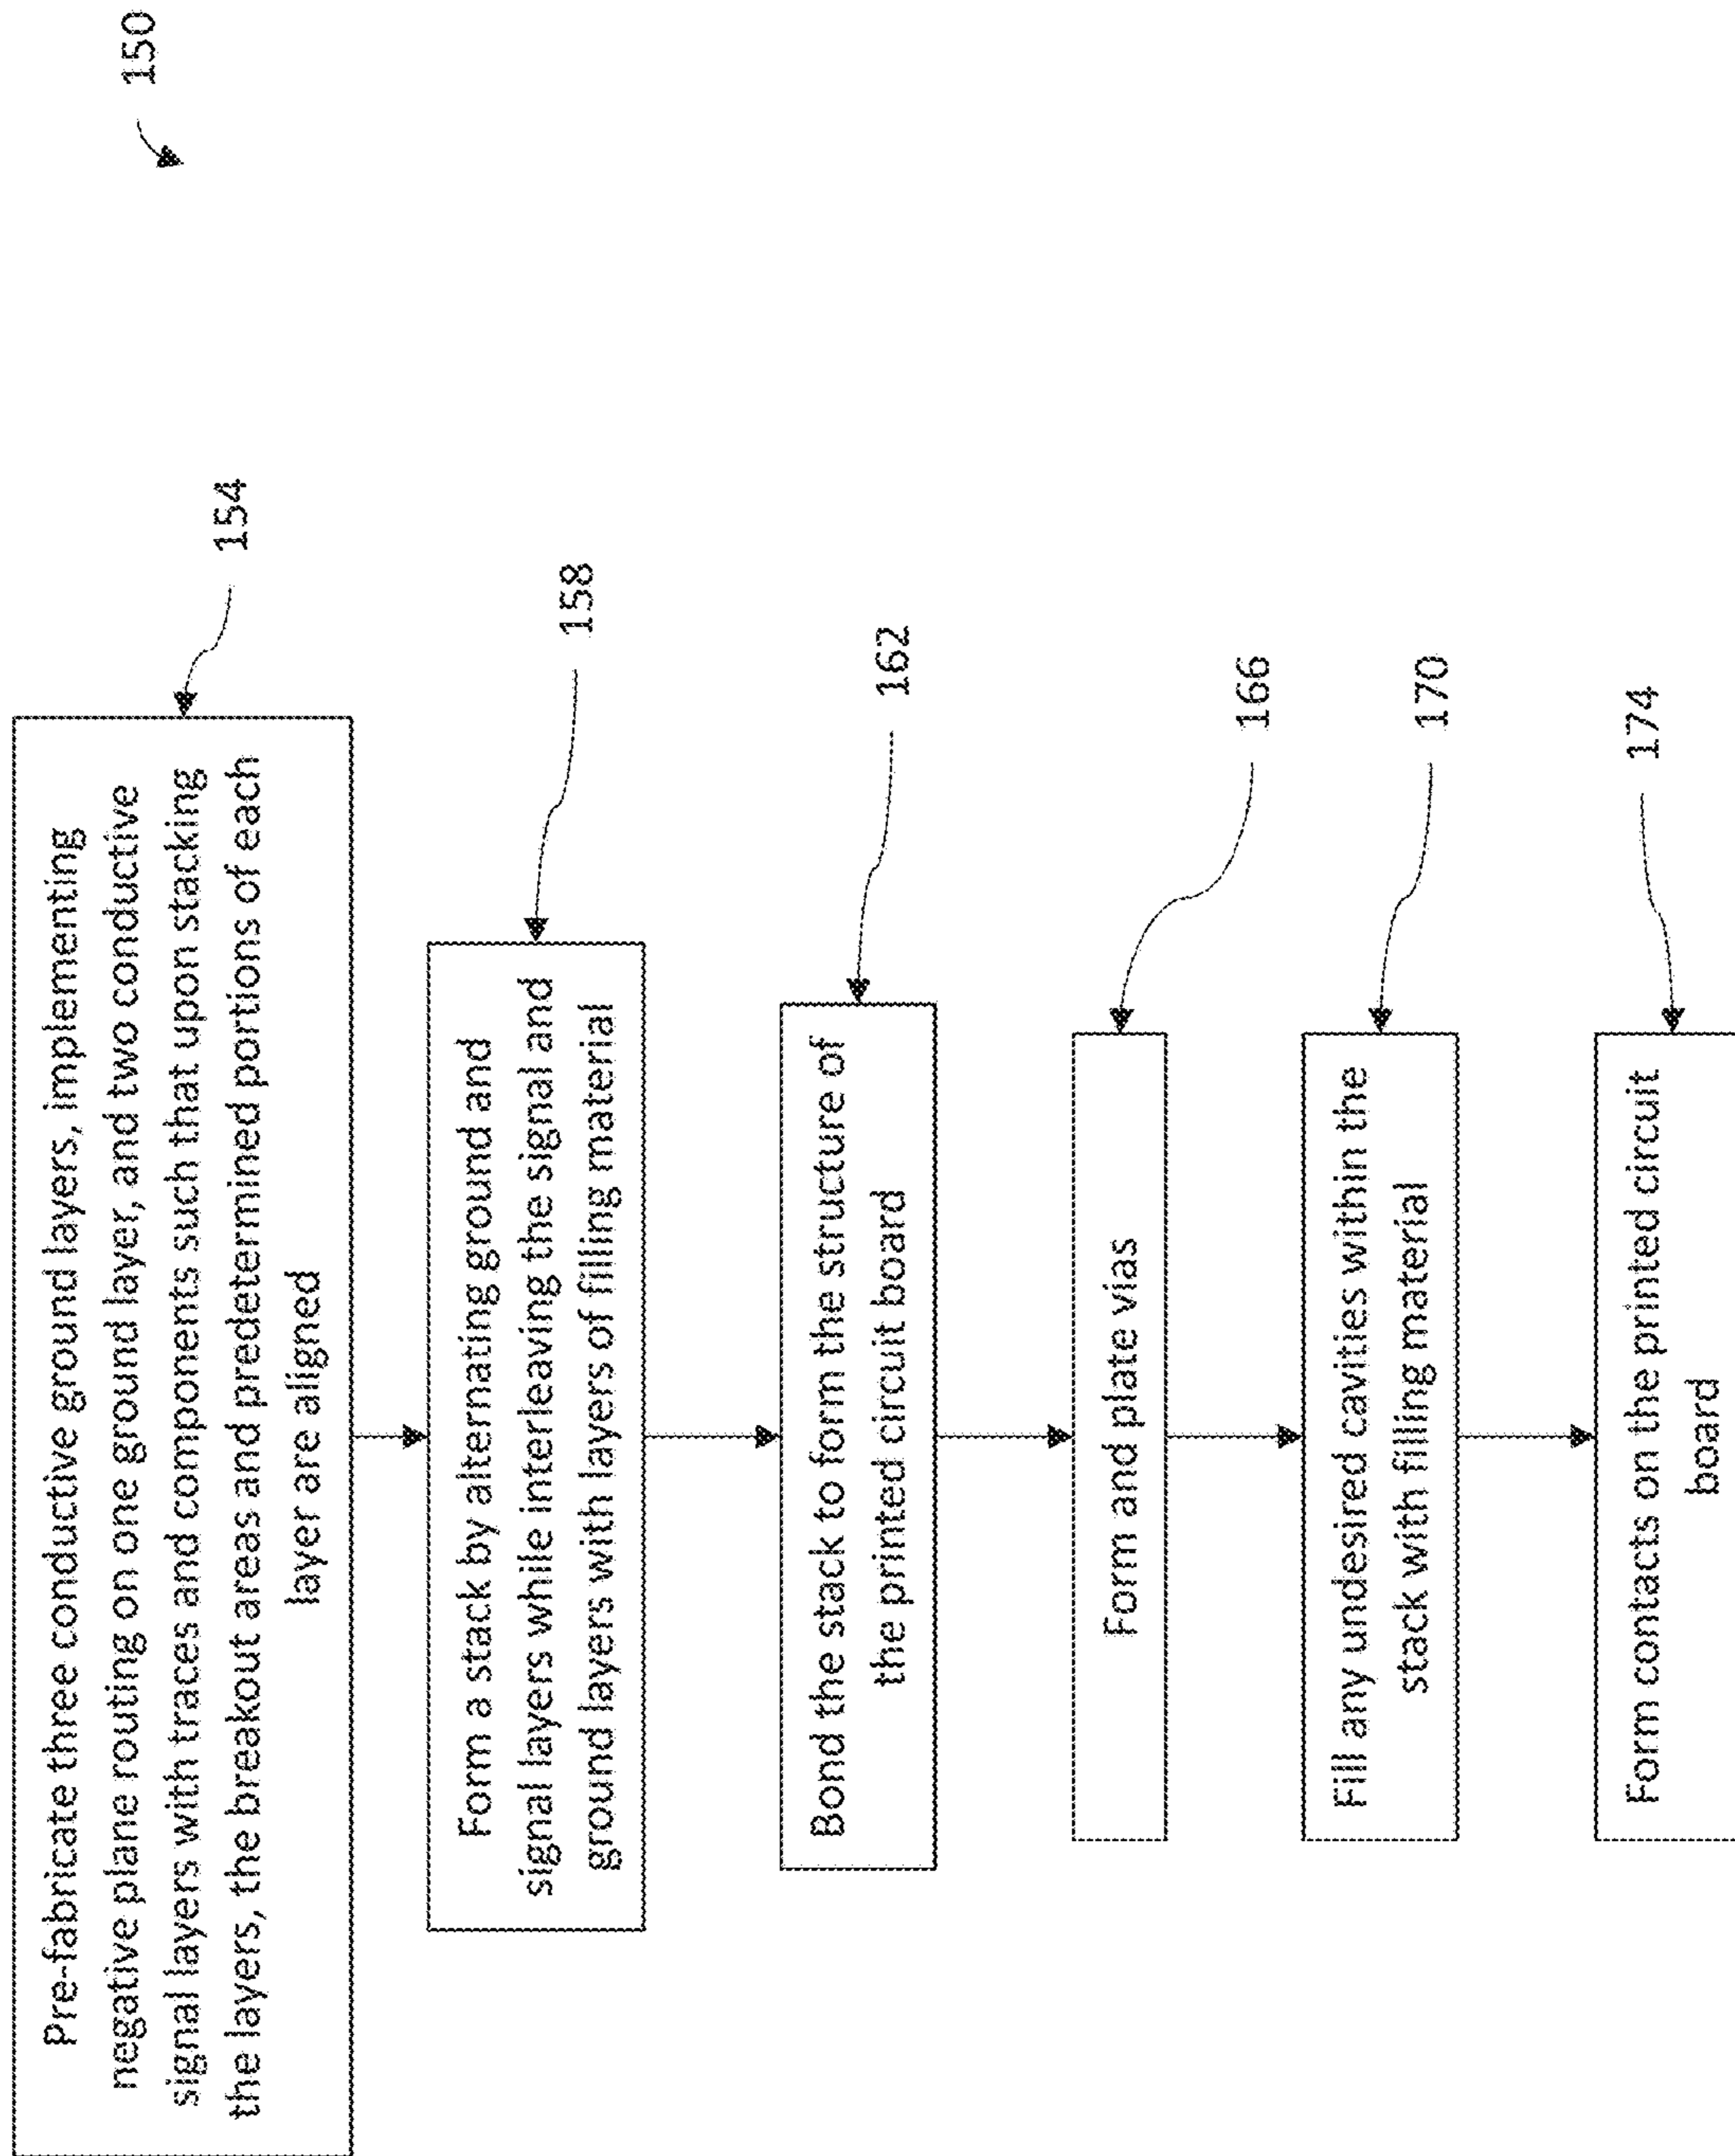 150
Pre-fabricate three conductive ground layers, implementing
negative plane routing on one ground layer, and two conductive
signal layers with traces and components such that upon stacking
the layers, the breakout areas and predetermined portions of each
layer are aligned
154
Form a stack by alternating ground and
signal layers while interleaving the signal and
ground layers with layers of filling material
158
Bond the stack to form the structure of
the printed circuit board
162
Form and plate vias
166
Fill any undesired cavities within the
stack with filling material
170
Form contacts on the printed circuit
board
174